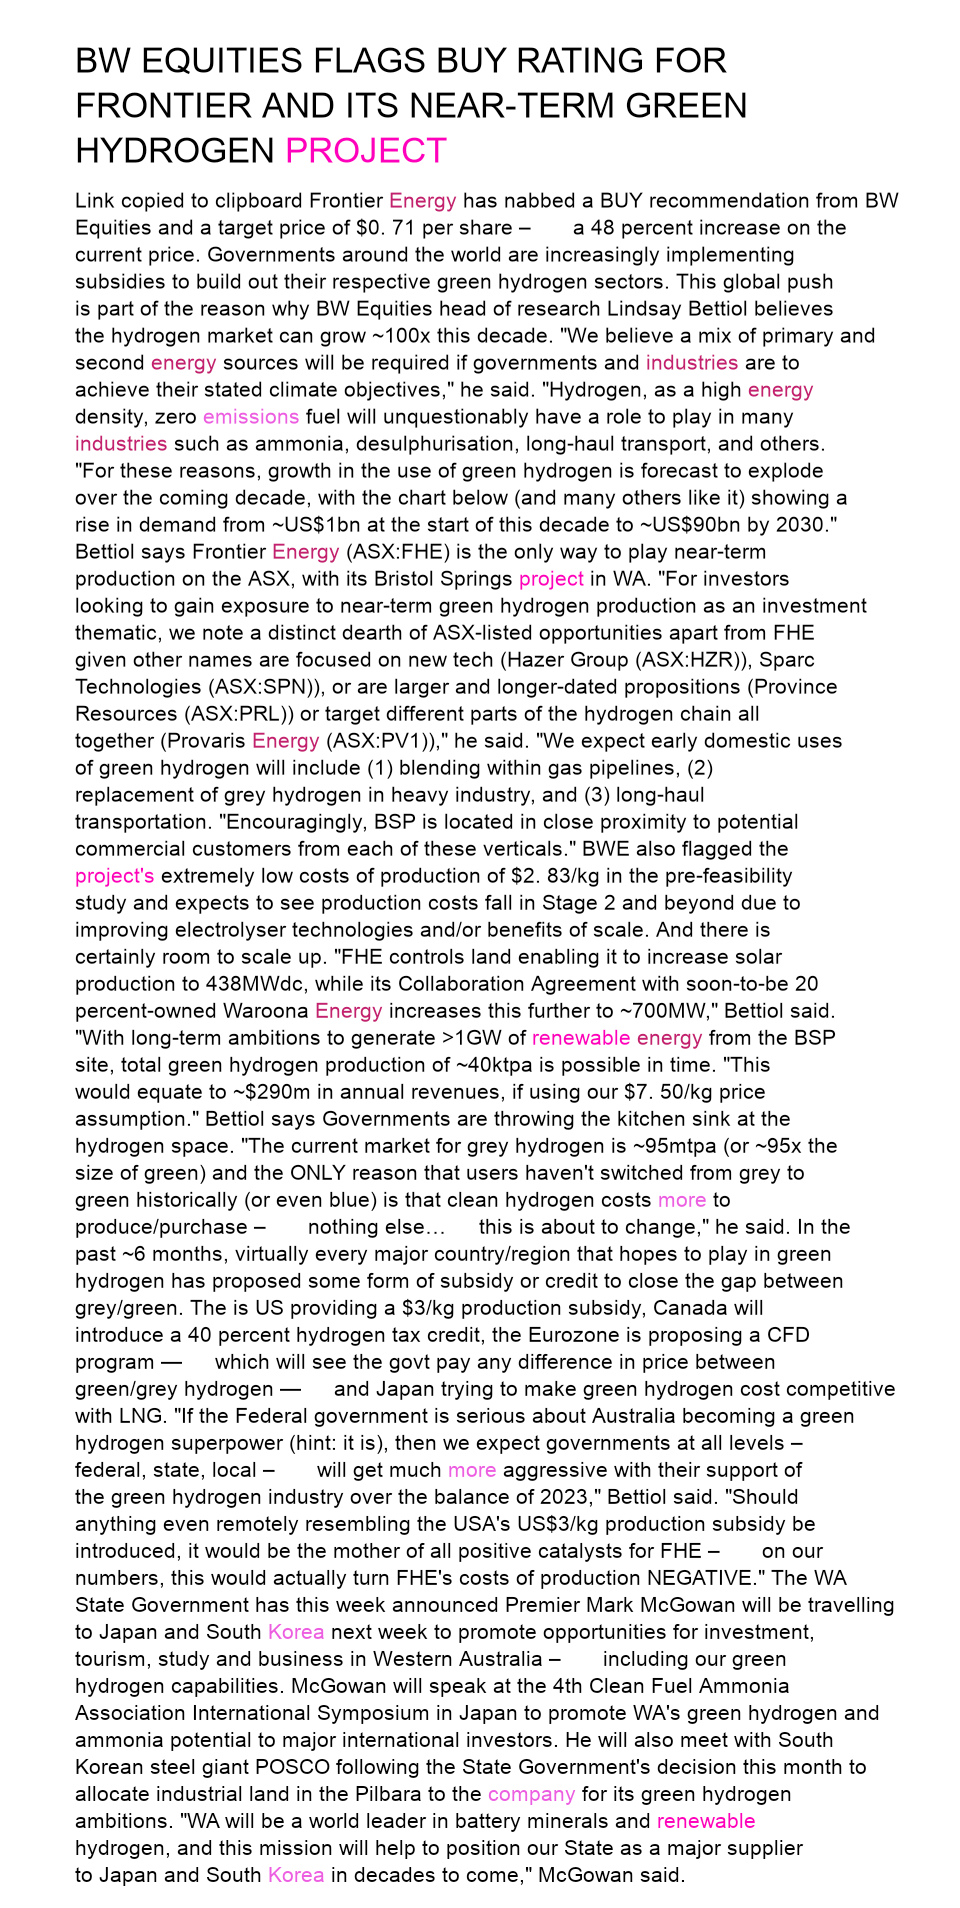 BW EQUITIES FLAGS BUY RATING FOR
FRONTIER AND ITS NEAR-TERM GREEN
HYDROGEN PROJECT
Link copied to clipboard Frontier Energy has nabbed a BUY recommendation from BW
Equities and a target price of $0. 71 per share – a 48 percent increase on the
current price. Governments around the world are increasingly implementing
subsidies to build out their respective green hydrogen sectors. This global push
is part of the reason why BW Equities head of research Lindsay Bettiol believes
the hydrogen market can grow ~100x this decade. "We believe a mix of primary and
second energy sources will be required if governments and industries are to
achieve their stated climate objectives," he said. "Hydrogen, as a high energy
density, zero emissions fuel will unquestionably have a role to play in many
industries such as ammonia, desulphurisation, long-haul transport, and others.
"For these reasons, growth in the use of green hydrogen is forecast to explode
over the coming decade, with the chart below (and many others like it) showing a
rise in demand from ~US$1bn at the start of this decade to ~US$90bn by 2030."
Bettiol says Frontier Energy (ASX:FHE) is the only way to play near-term
production on the ASX, with its Bristol Springs project in WA. "For investors
looking to gain exposure to near-term green hydrogen production as an investment
thematic, we note a distinct dearth of ASX-listed opportunities apart from FHE
given other names are focused on new tech (Hazer Group (ASX:HZR)), Sparc
Technologies (ASX:SPN)), or are larger and longer-dated propositions (Province
Resources (ASX:PRL)) or target different parts of the hydrogen chain all
together (Provaris Energy (ASX:PV1))," he said. "We expect early domestic uses
of green hydrogen will include (1) blending within gas pipelines, (2)
replacement of grey hydrogen in heavy industry, and (3) long-haul
transportation. "Encouragingly, BSP is located in close proximity to potential
commercial customers from each of these verticals." BWE also flagged the
project's extremely low costs of production of $2. 83/kg in the pre-feasibility
study and expects to see production costs fall in Stage 2 and beyond due to
improving electrolyser technologies and/or benefits of scale. And there is
certainly room to scale up. "FHE controls land enabling it to increase solar
production to 438MWdc, while its Collaboration Agreement with soon-to-be 20
percent-owned Waroona Energy increases this further to ~700MW," Bettiol said.
"With long-term ambitions to generate >1GW of renewable energy from the BSP
site, total green hydrogen production of ~40ktpa is possible in time. "This
would equate to ~$290m in annual revenues, if using our $7. 50/kg price
assumption." Bettiol says Governments are throwing the kitchen sink at the
hydrogen space. "The current market for grey hydrogen is ~95mtpa (or ~95x the
size of green) and the ONLY reason that users haven't switched from grey to
green historically (or even blue) is that clean hydrogen costs more to
produce/purchase – nothing else… this is about to change," he said. In the
past ~6 months, virtually every major country/region that hopes to play in green
hydrogen has proposed some form of subsidy or credit to close the gap between
grey/green. The is US providing a $3/kg production subsidy, Canada will
introduce a 40 percent hydrogen tax credit, the Eurozone is proposing a CFD
program — which will see the govt pay any difference in price between
green/grey hydrogen — and Japan trying to make green hydrogen cost competitive
with LNG. "If the Federal government is serious about Australia becoming a green
hydrogen superpower (hint: it is), then we expect governments at all levels –
federal, state, local – will get much more aggressive with their support of
the green hydrogen industry over the balance of 2023," Bettiol said. "Should
anything even remotely resembling the USA's US$3/kg production subsidy be
introduced, it would be the mother of all positive catalysts for FHE – on our
numbers, this would actually turn FHE's costs of production NEGATIVE." The WA
State Government has this week announced Premier Mark McGowan will be travelling
to Japan and South Korea next week to promote opportunities for investment,
tourism, study and business in Western Australia – including our green
hydrogen capabilities. McGowan will speak at the 4th Clean Fuel Ammonia
Association International Symposium in Japan to promote WA's green hydrogen and
ammonia potential to major international investors. He will also meet with South
Korean steel giant POSCO following the State Government's decision this month to
allocate industrial land in the Pilbara to the company for its green hydrogen
ambitions. "WA will be a world leader in battery minerals and renewable
hydrogen, and this mission will help to position our State as a major supplier
to Japan and South Korea in decades to come," McGowan said.